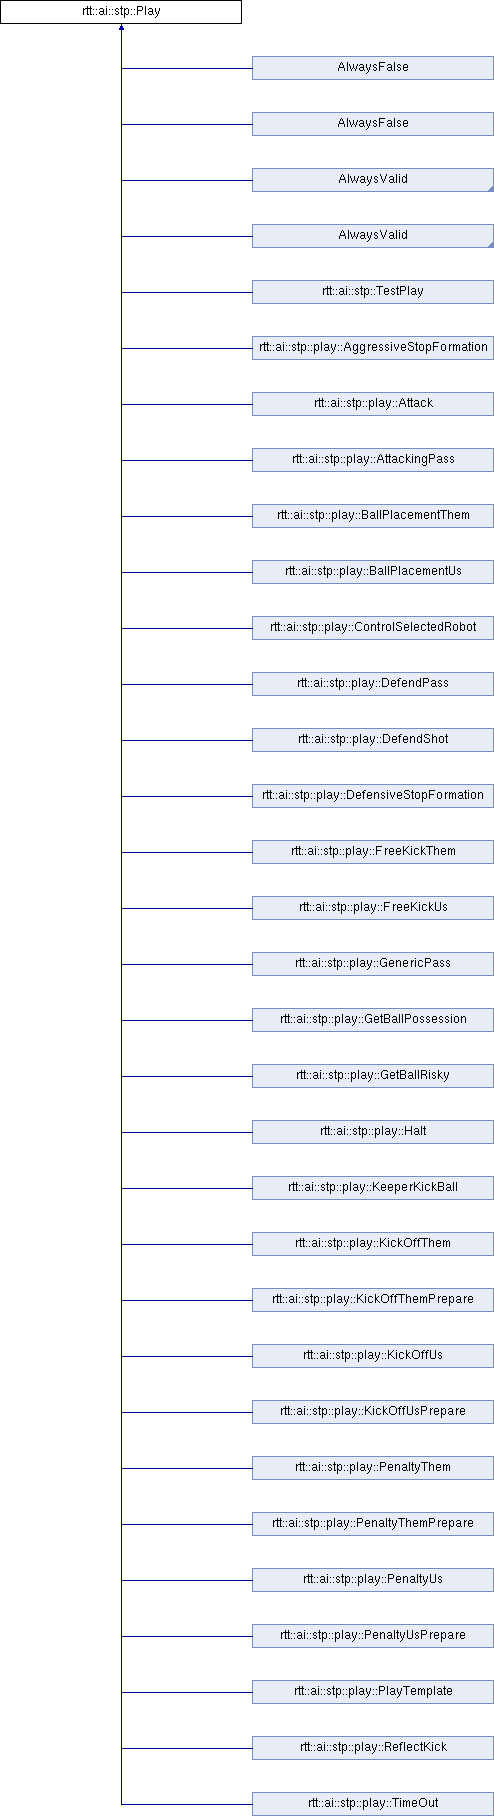 rtt::ai::stp::Play
AlwaysFalse
AlwaysFalse
AlwaysValid
AlwaysValid
rtt::ai::stp::TestPlay
rtt::ai::stp::play::AggressiveStopFormation
rtt::ai::stp::play::Attack
rtt::ai::stp::play::AttackingPass
rtt::ai::stp::play::BallPlacementThem
rtt::ai::stp::play::BallPlacementUs
rtt::ai::stp::play::ControlSelectedRobot
rtt::ai::stp::play::DefendPass
rtt::ai::stp::play::DefendShot
rtt::ai::stp::play::DefensiveStopFormation
rtt::ai::stp::play::FreeKickThem
rtt::ai::stp::play::FreeKickUs
rtt::ai::stp::play::GenericPass
rtt::ai::stp::play::GetBallPossession
rtt::ai::stp::play::GetBallRisky
rtt::ai::stp::play::Halt
rtt::ai::stp::play::KeeperKickBall
rtt::ai::stp::play::KickOffThem
rtt::ai::stp::play::KickOffThemPrepare
rtt::ai::stp::play::KickOffUs
rtt::ai::stp::play::KickOffUsPrepare
rtt::ai::stp::play::PenaltyThem
rtt::ai::stp::play::PenaltyThemPrepare
rtt::ai::stp::play::PenaltyUs
rtt::ai::stp::play::PenaltyUsPrepare
rtt::ai::stp::play::PlayTemplate
rtt::ai::stp::play::ReflectKick
rtt::ai::stp::play::TimeOut